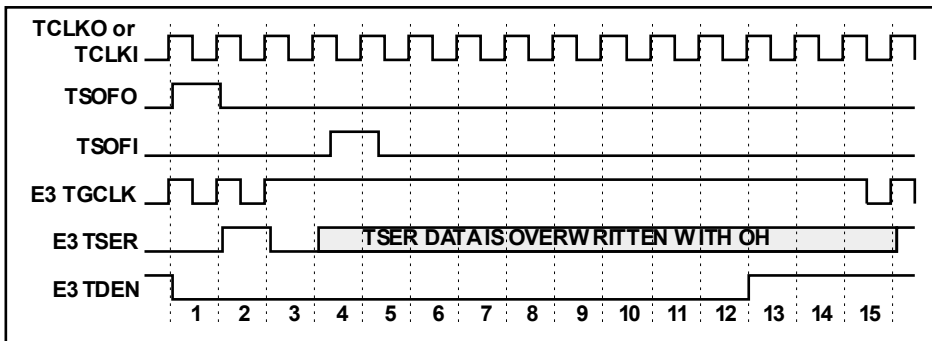 TCLKO or
TCLKI
TSOFO
TSOFI
E3 TGCLK
E3 TSER
TSER DATA IS OVERWRITTEN WITH OH
E3 TDEN
1 2 3 4 5 6 7 8 9 10 11 12 13 14 15